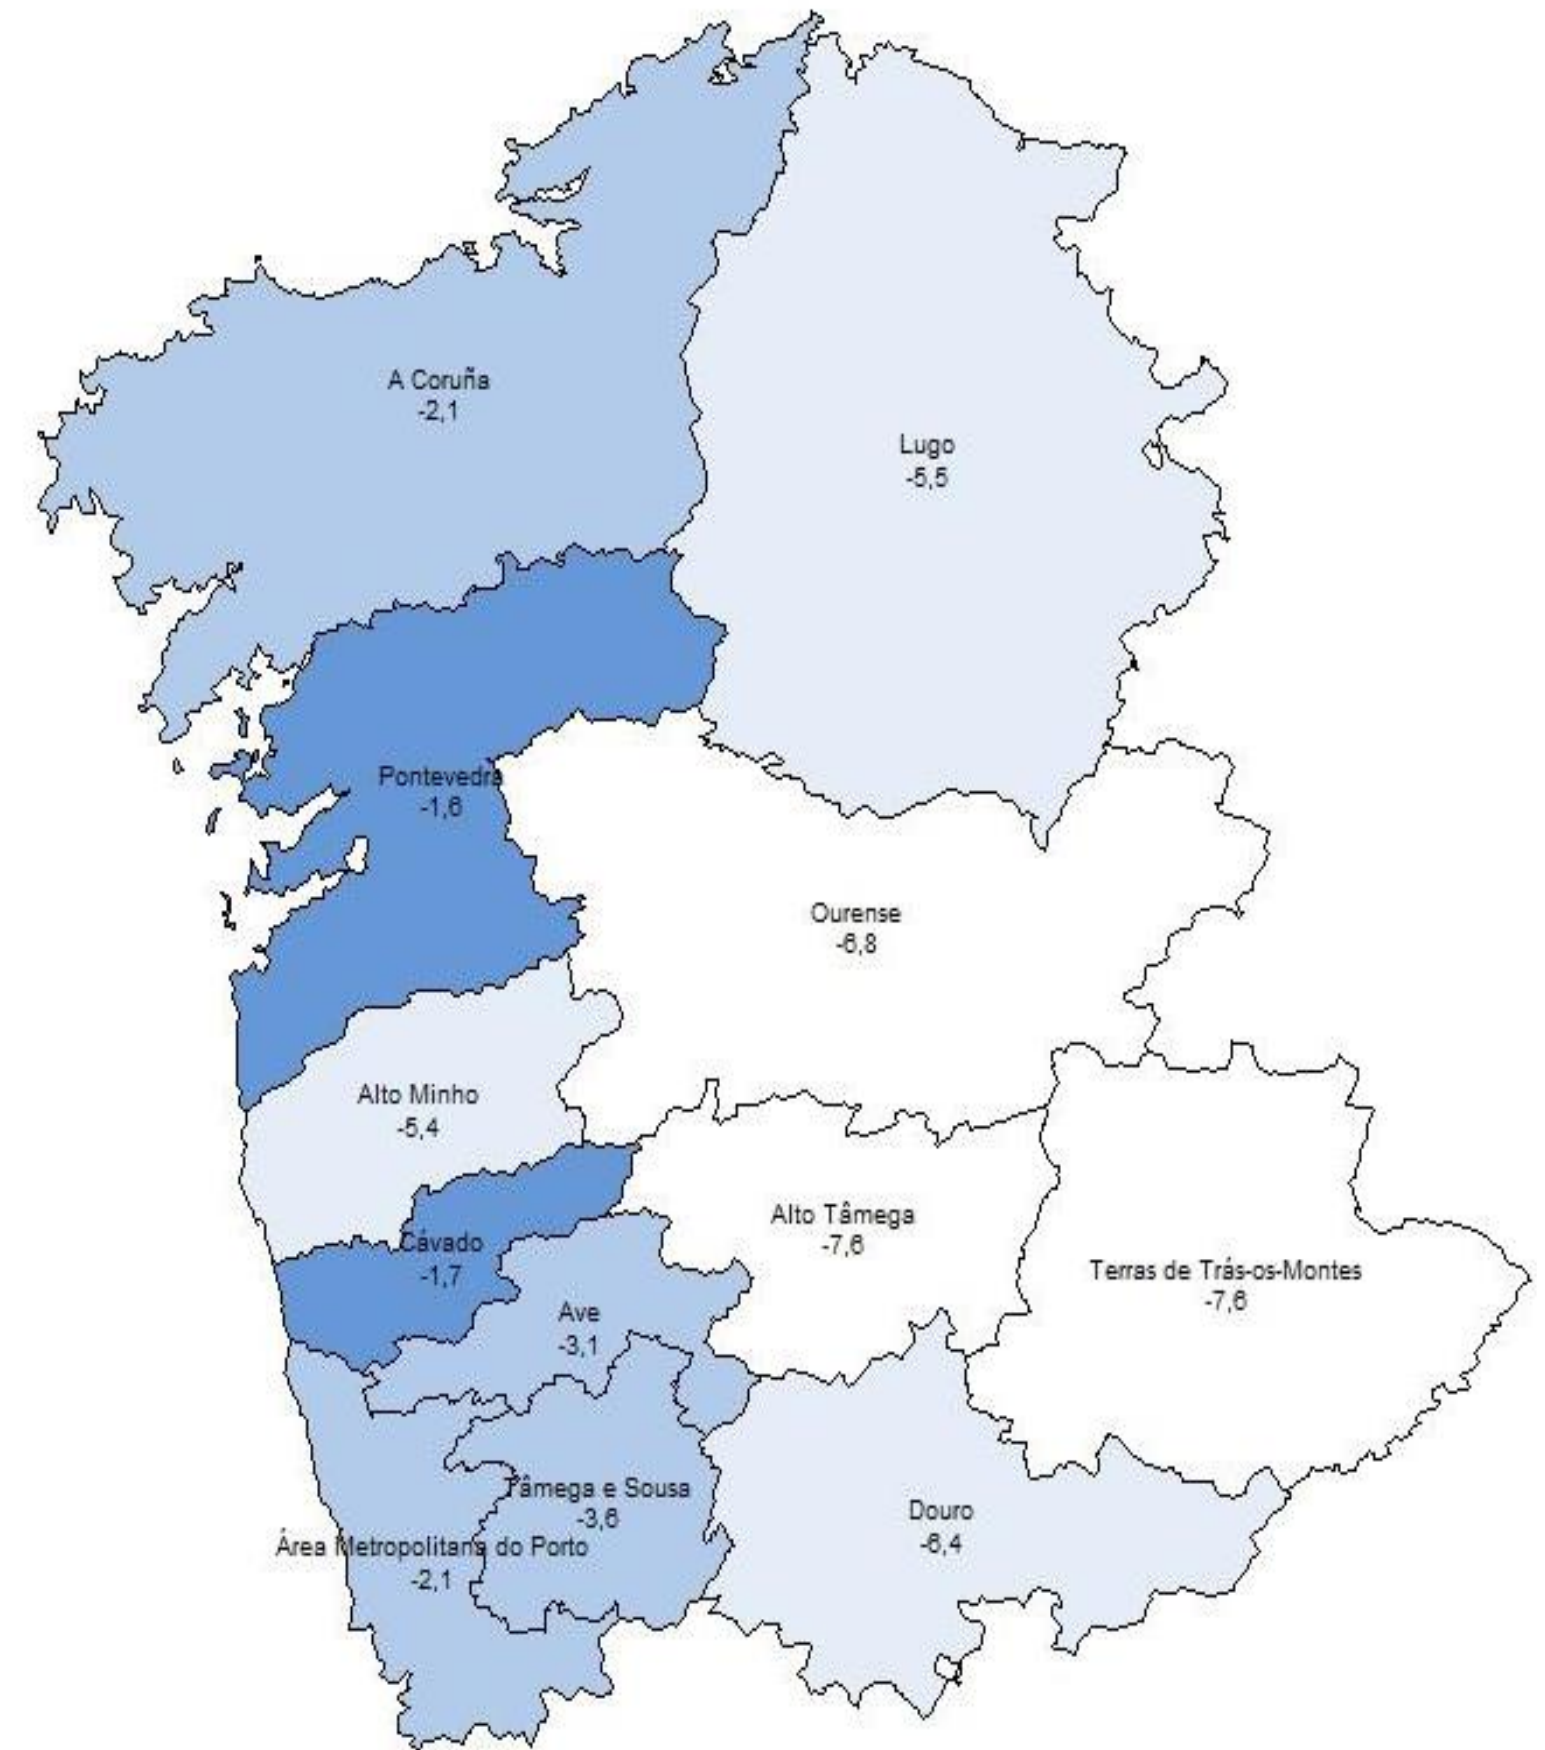 A Coruña
-2,1
Lugo
-5,5
Pontevedra
-1,6
Ourense
-6,8
Alto Minho
-5,4
Alto Tâmega
-7,6
Cávado
-1,7
Terras de Trás-os-Montes
-7,6
Ave
-3,1
Tâmega e Sousa
-3,6
Douro
-6,4
Área Metropolitana do Porto
-2,1